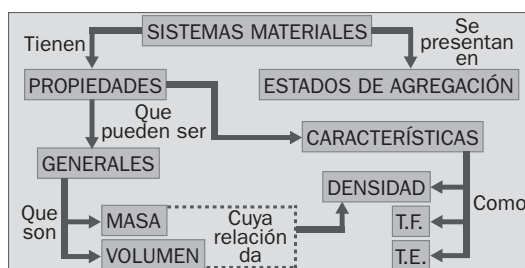 SISTEMAS MATERIALES
Tienen
Se
presentan
en
PROPIEDADES
ESTADOS DE AGREGACIÓN
Que
pueden ser
CARACTERÍSTICAS
GENERALES
DENSIDAD
Que
son
MASA
Cuya
relación
da
Como
T.F.
VOLUMEN
T.E.